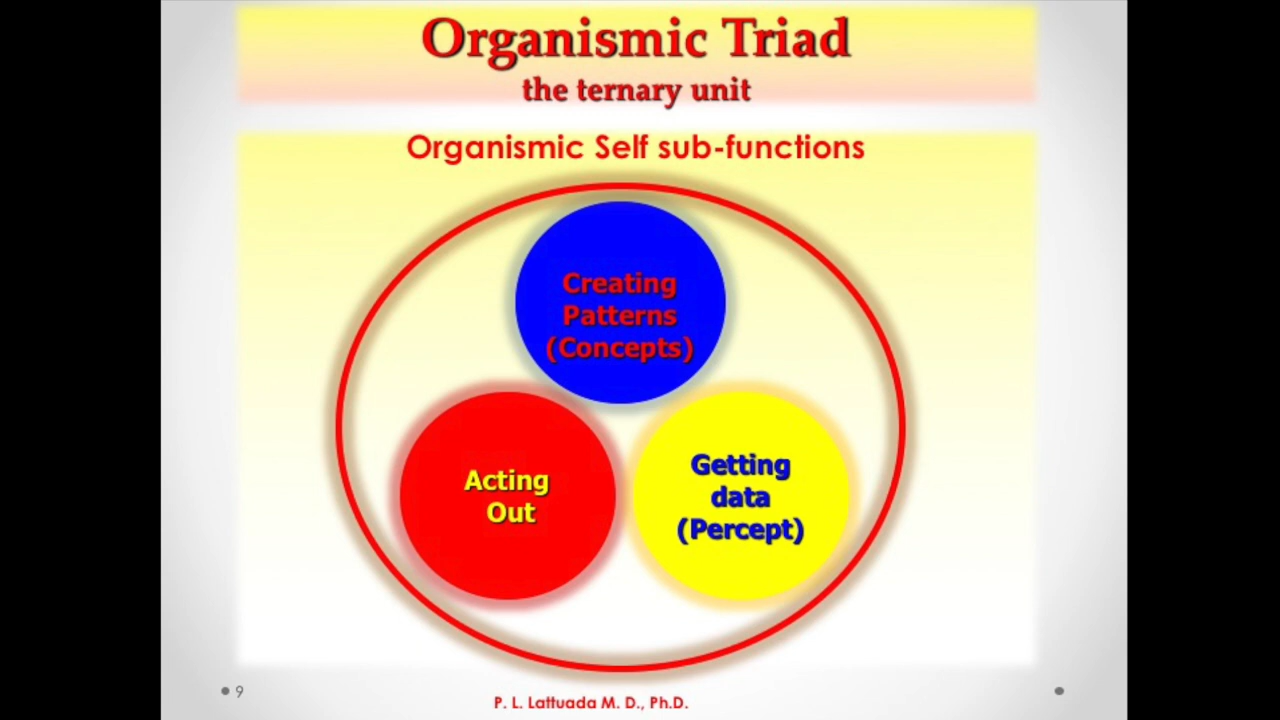 Organismic Triad
the ternary unit
Organismic Self sub-functions
Creating
Patterns
(Concepts)
Acting
Out
Getting
data
(Percept)
9
P. L. Lattuada M. D., Ph.D.